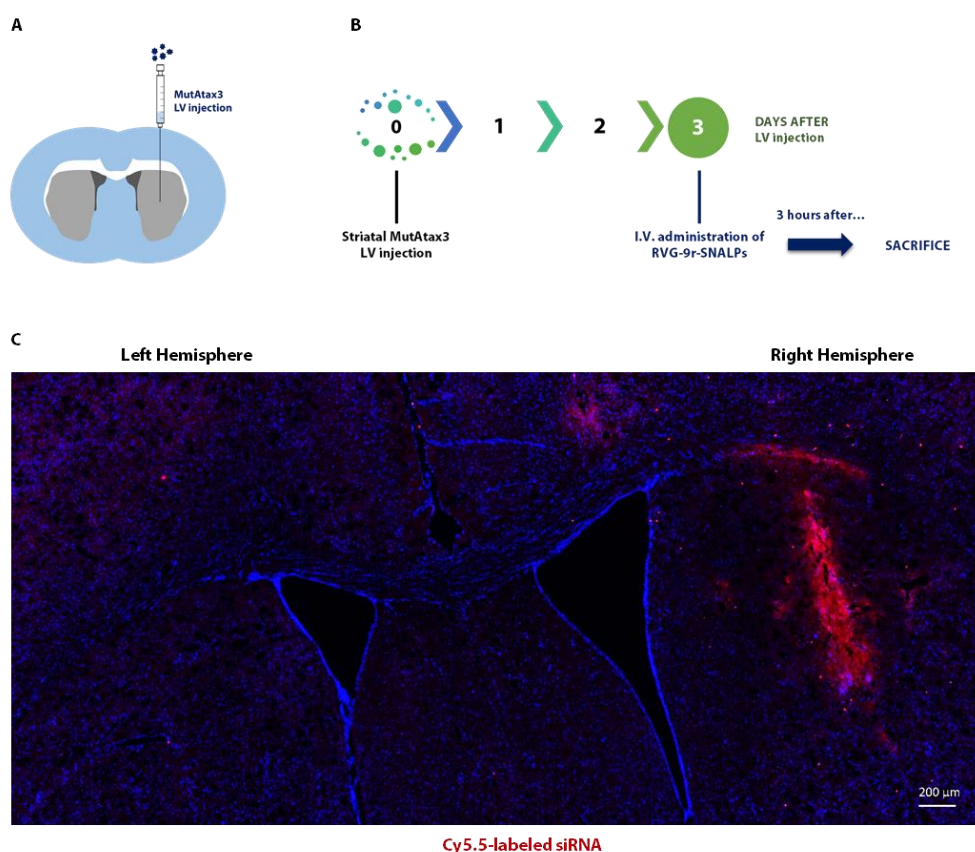 A
MutAtax3
LV injection
B
0
1
2
3
DAYS AFTER
LV injection
Striatal MutAtax3
LV injection
I.V. administration of
RVG-9r-SNALPs
3 hours after...
SACRIFICE
C
Left Hemisphere
Right Hemisphere
200 µm
Cy5.5-labeled siRNA